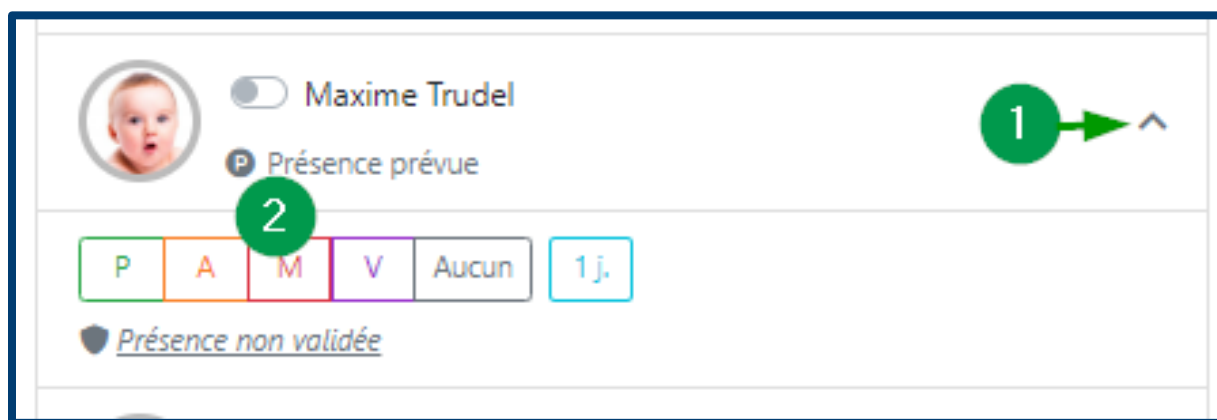 Maxime Trudel
1
P Présence prévue
2
P A M V Aucun 1 j.
Présence non validée